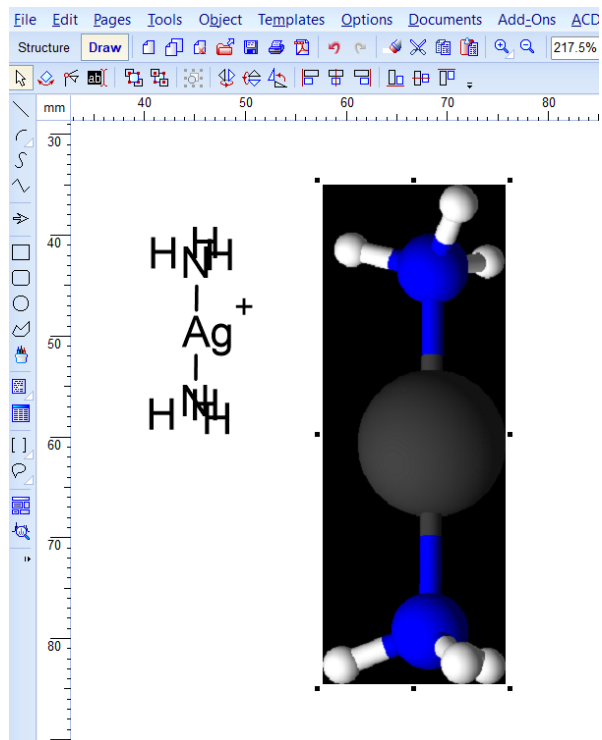 File Edit Pages Tools Object Templates Options Documents Add-Ons ACD
Structure Draw 217.5%
ab
mm 40 50 60 80
30
40
50
60
70
80
H N H H
Ag +
H N H H